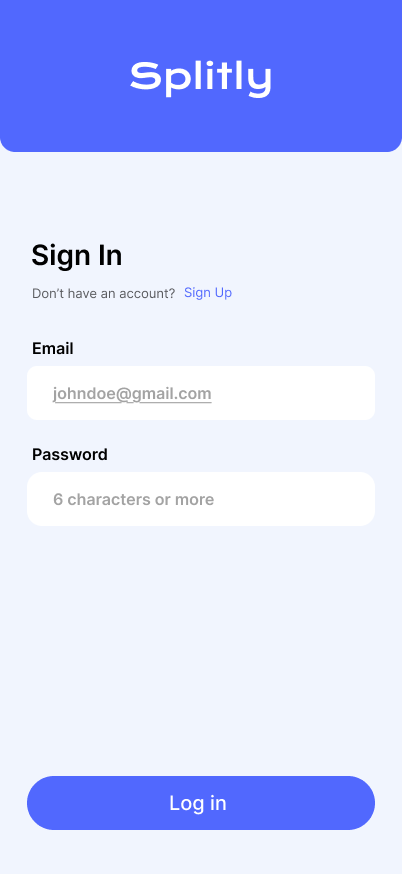 Splitly
Sign In
Don't have an account? Sign Up
Email
johndoe@gmail.com
Password
6 characters or more
Log in